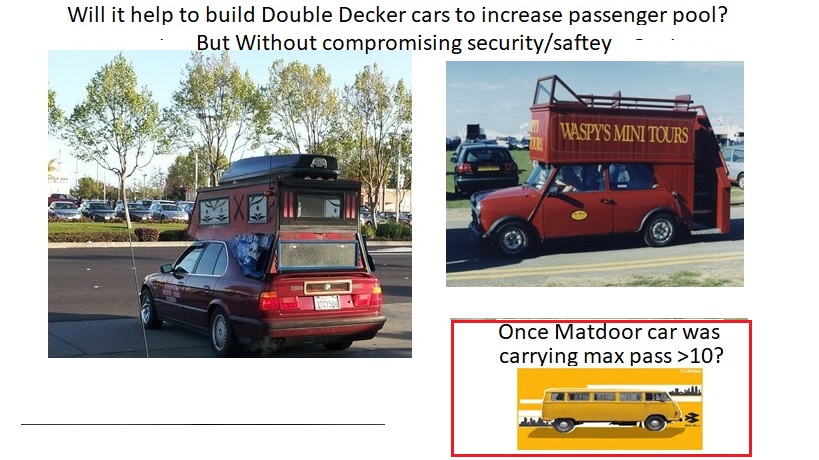 Will it help to build Double Decker cars to increase passenger pool?
But Without compromising security/saftey
WASPY'S MINI TOURS
Once Matdoor car was
carrying max pass >10?
BAJAJ